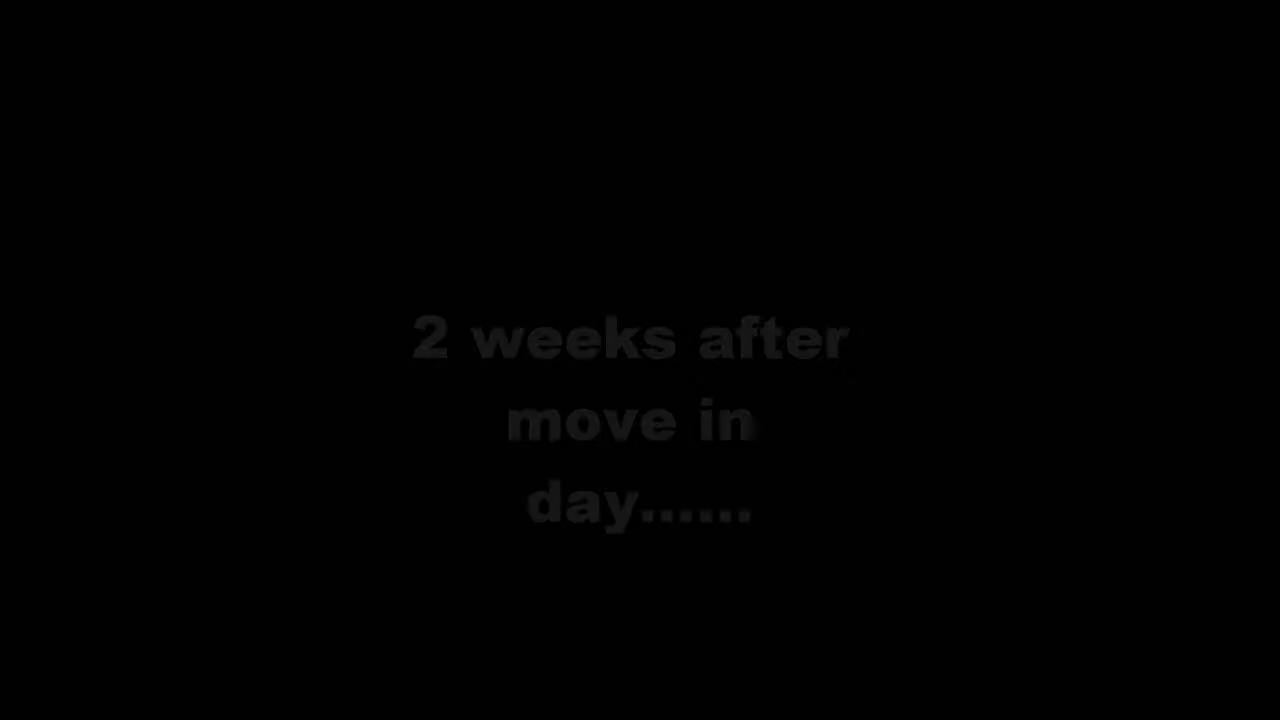 2 weeks after
move in
day......